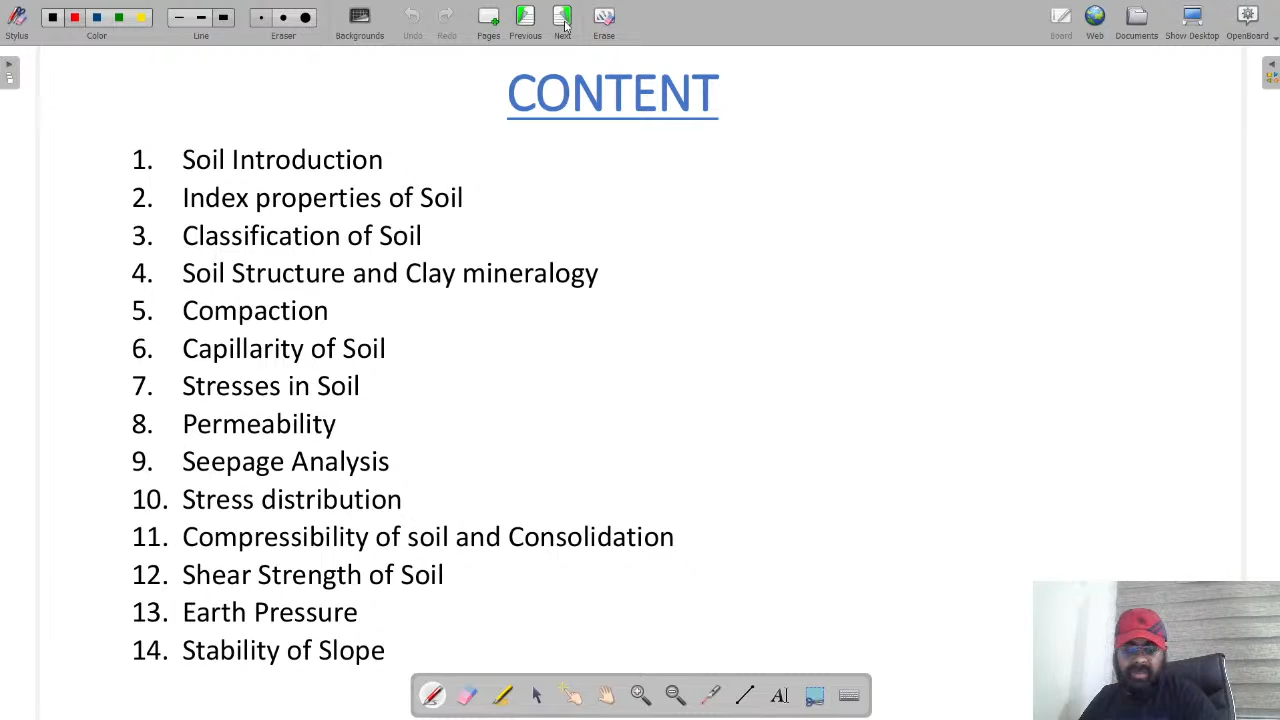 Stylus
Color
Line
Eraser
Backgrounds
Undo
Redo
Pages
Previous
Next
Erase
Board
Web
Documents
Show Desktop
OpenBoard
CONTENT
1. Soil Introduction
2. Index properties of Soil
3. Classification of Soil
4. Soil Structure and Clay mineralogy
5. Compaction
6. Capillarity of Soil
7. Stresses in Soil
8. Permeability
9. Seepage Analysis
10. Stress distribution
11. Compressibility of soil and Consolidation
12. Shear Strength of Soil
13. Earth Pressure
14. Stability of Slope